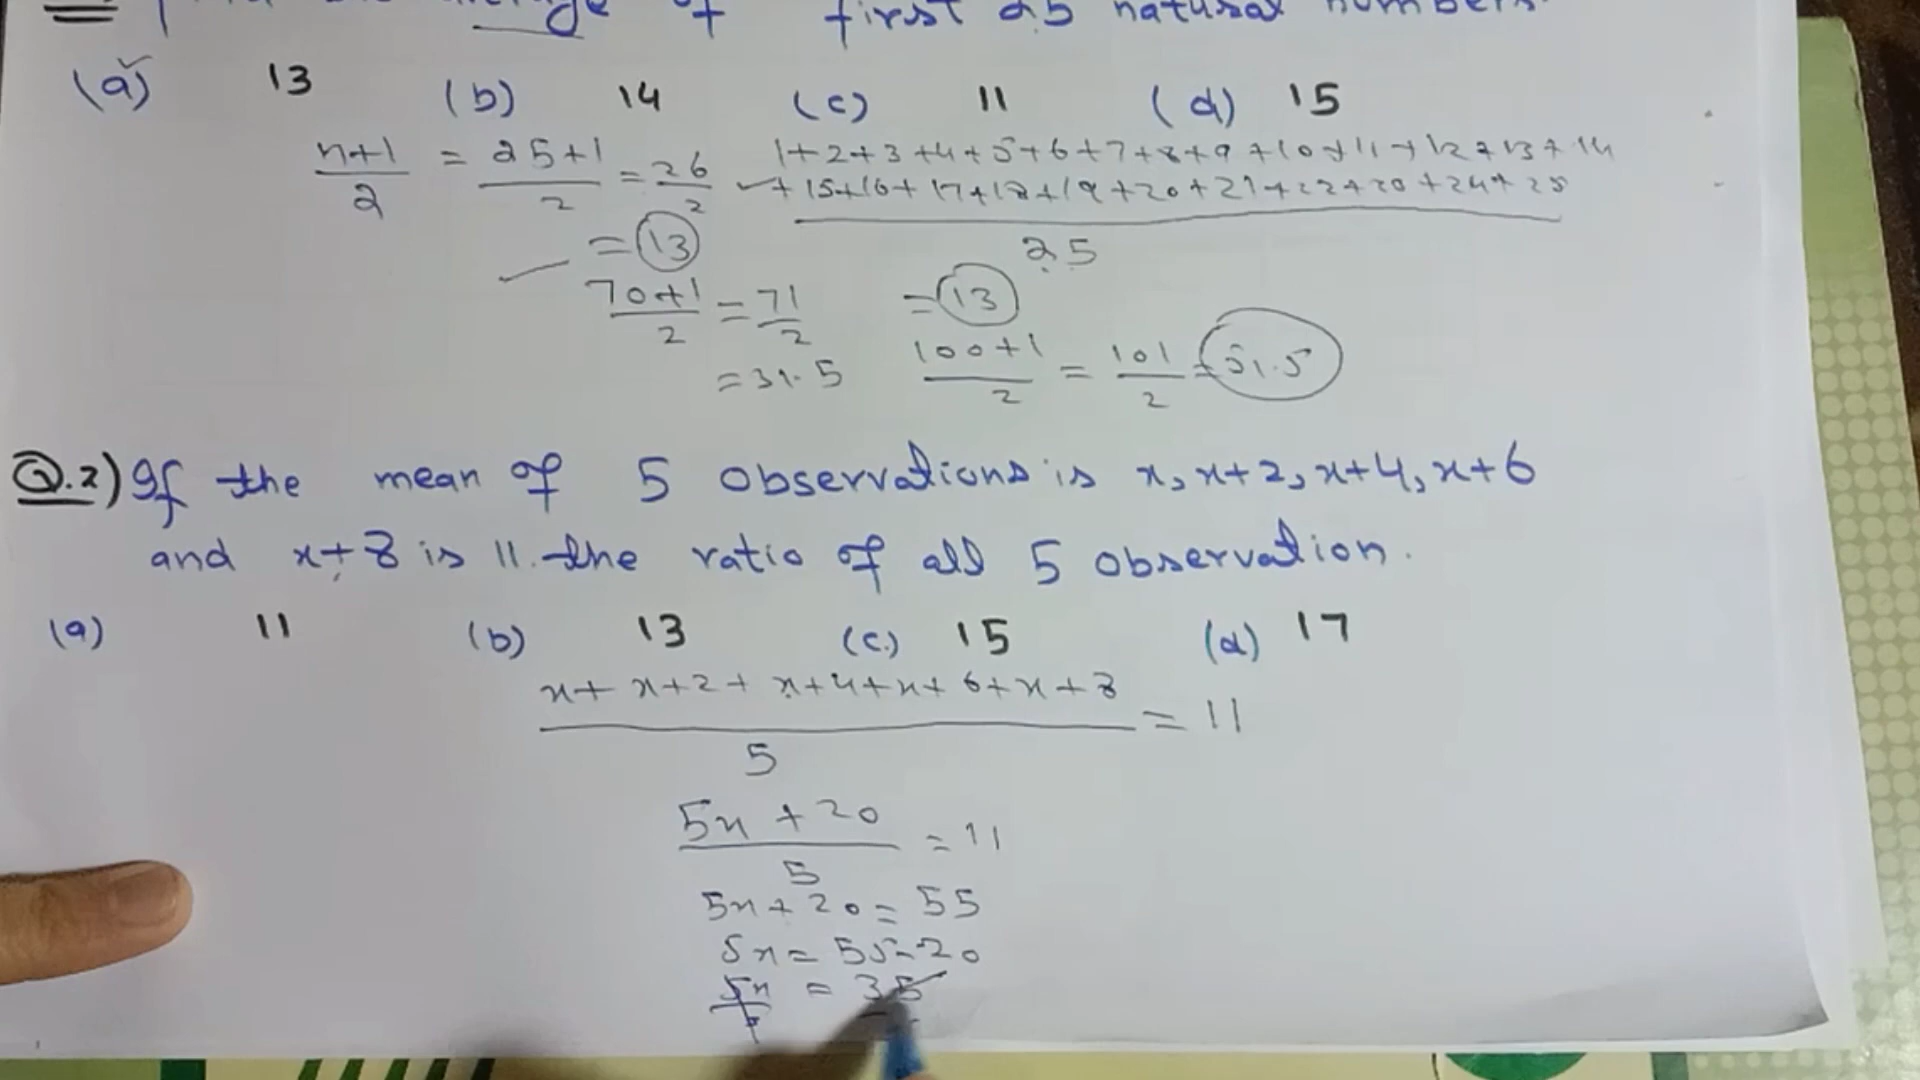 of first 25 natural numbers.
(a) 13 (b) 14 (c) 11 (d) 15
n+1/2 = 25+1/2 = 26/2
= 13
1+2+3+4+5+6+7+8+9+10+11+12+13+14
+15+16+17+18+19+20+21+22+20+24+25
25
= 13
70+1/2 = 71/2
= 31.5
100+1/2 = 101/2 = 51.5
Q.2) If the mean of 5 observations is x, x+2, x+4, x+6
and x+8 is 11. the ratio of all 5 observation.
(a) 11 (b) 13 (c.) 15 (d) 17
x+ x+2+ x+4+x+ 6+x+8
5
= 11
5x + 20/5 = 11
5x+20=55
5x=55-20
5x = 35